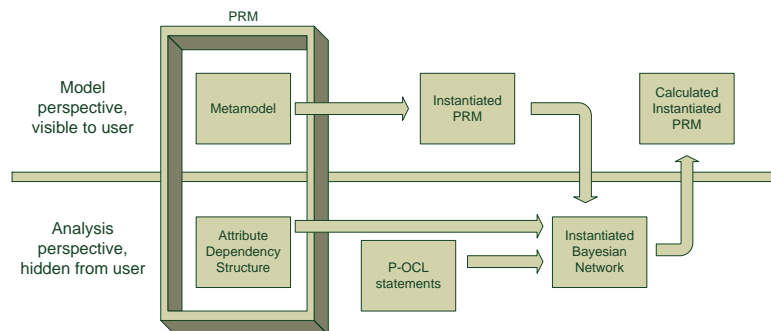 PRM
Model
perspective,
visible to user
Metamodel
Instantiated
PRM
Calculated
Instantiated
PRM
Analysis
perspective,
hidden from user
Attribute
Dependency
Structure
P-OCL
statements
Instantiated
Bayesian
Network